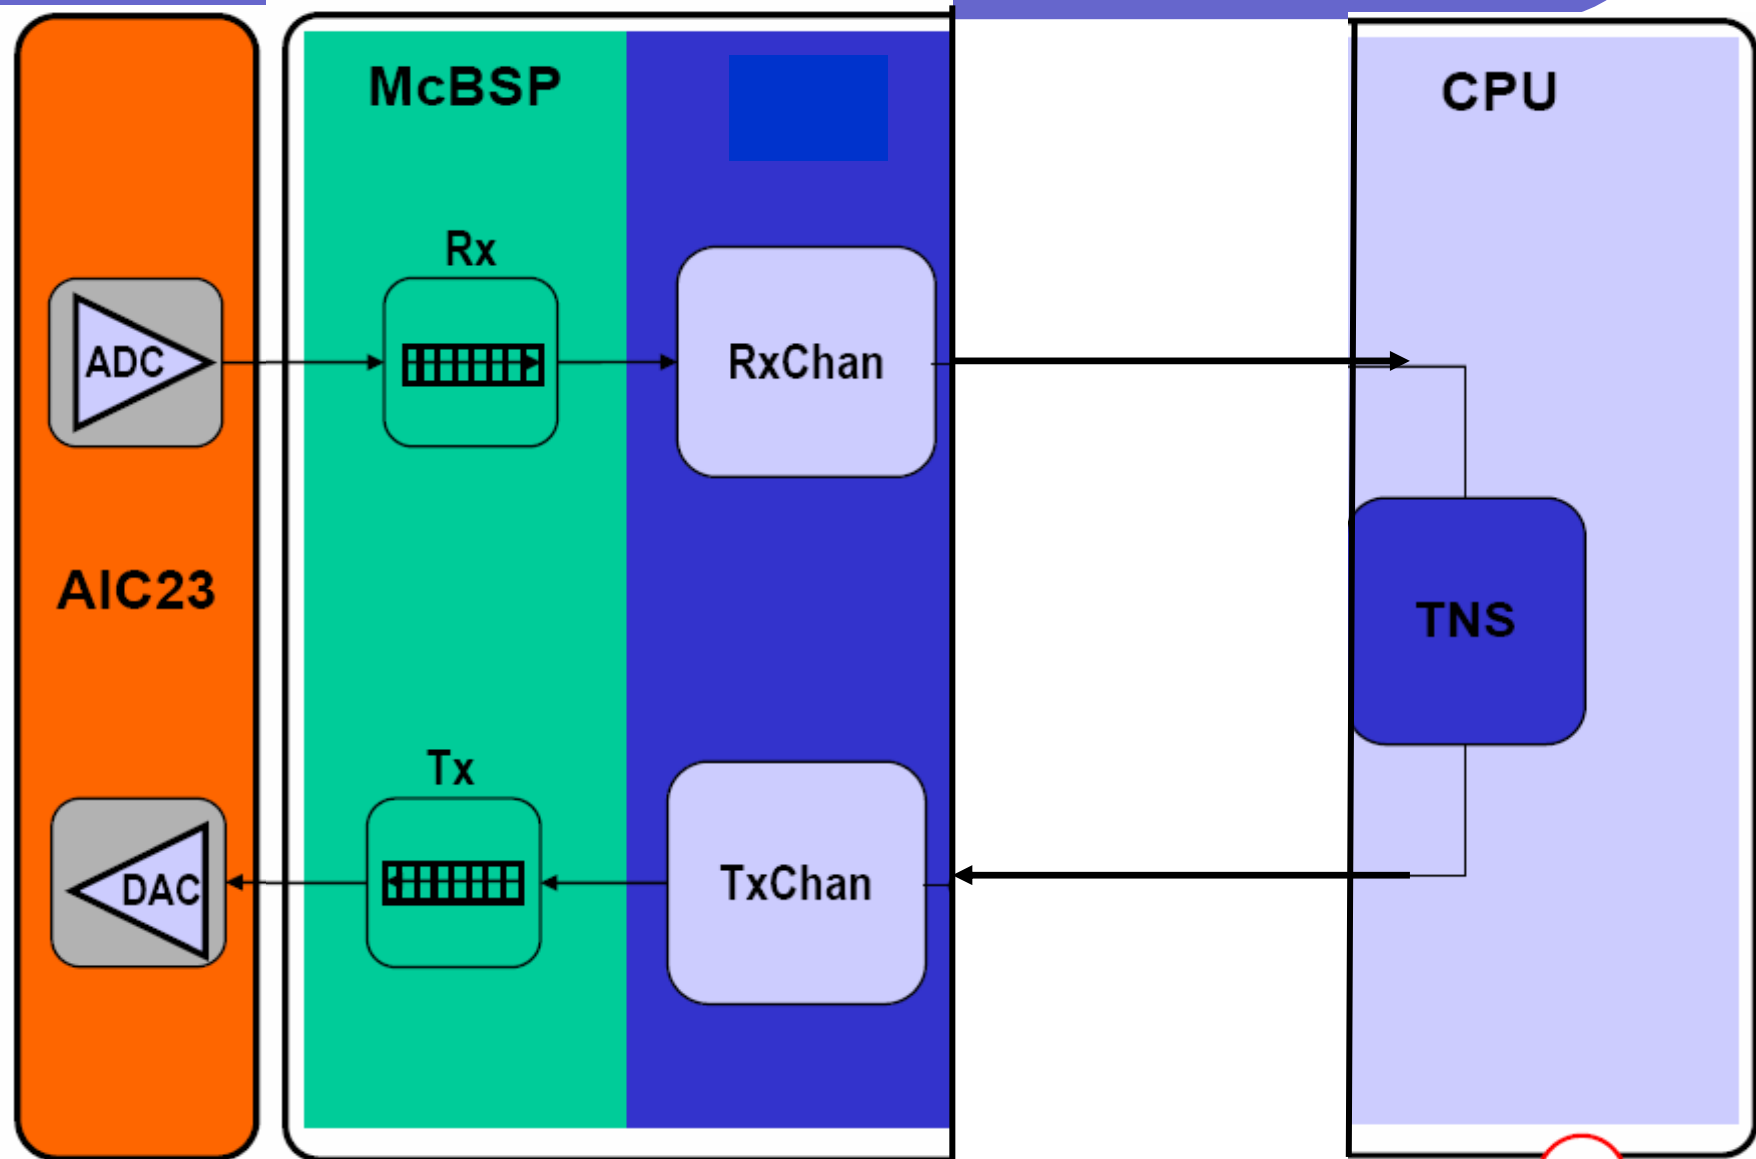 McBSP
CPU
Rx
ADC
RxChan
AIC23
TNS
Tx
DAC
TxChan